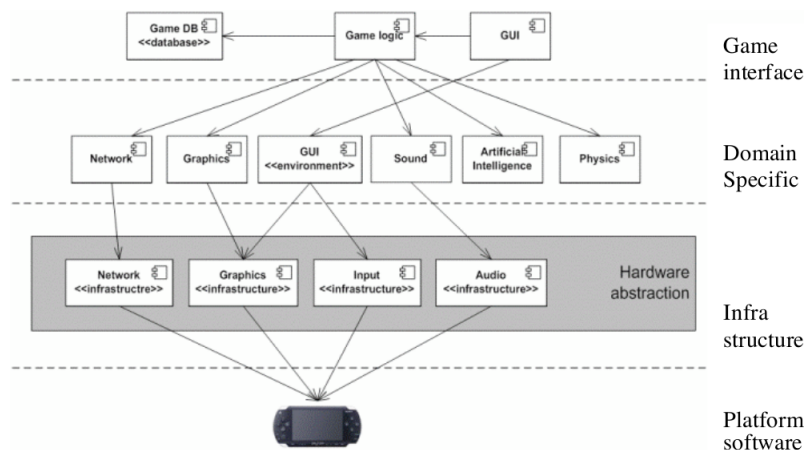 Game DB
<<database>>
Game logic
GUI
Game
interface
Network
Graphics
GUI
<<environment>>
Sound
Artificial
Intelligence
Physics
Domain
Specific
Network
<<infrastructre>>
Graphics
<<infrastructure>>
Input
<<infrastructure>>
Audio
<<infrastructure>>
Hardware
abstraction
Infra
structure
Platform
software